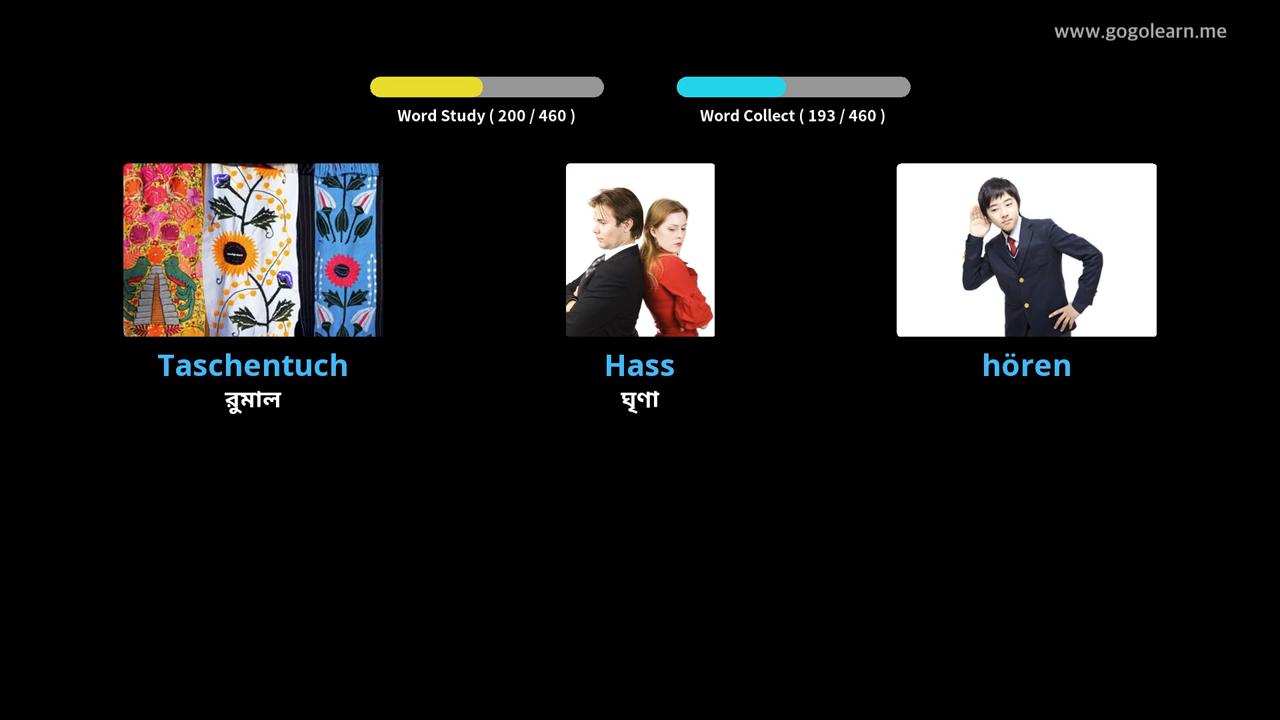 www.gogolearn.me
Word Study ( 200 / 460 )
Word Collect ( 193 / 460 )
Taschentuch
রুমাল
Hass
ঘৃণা
hören